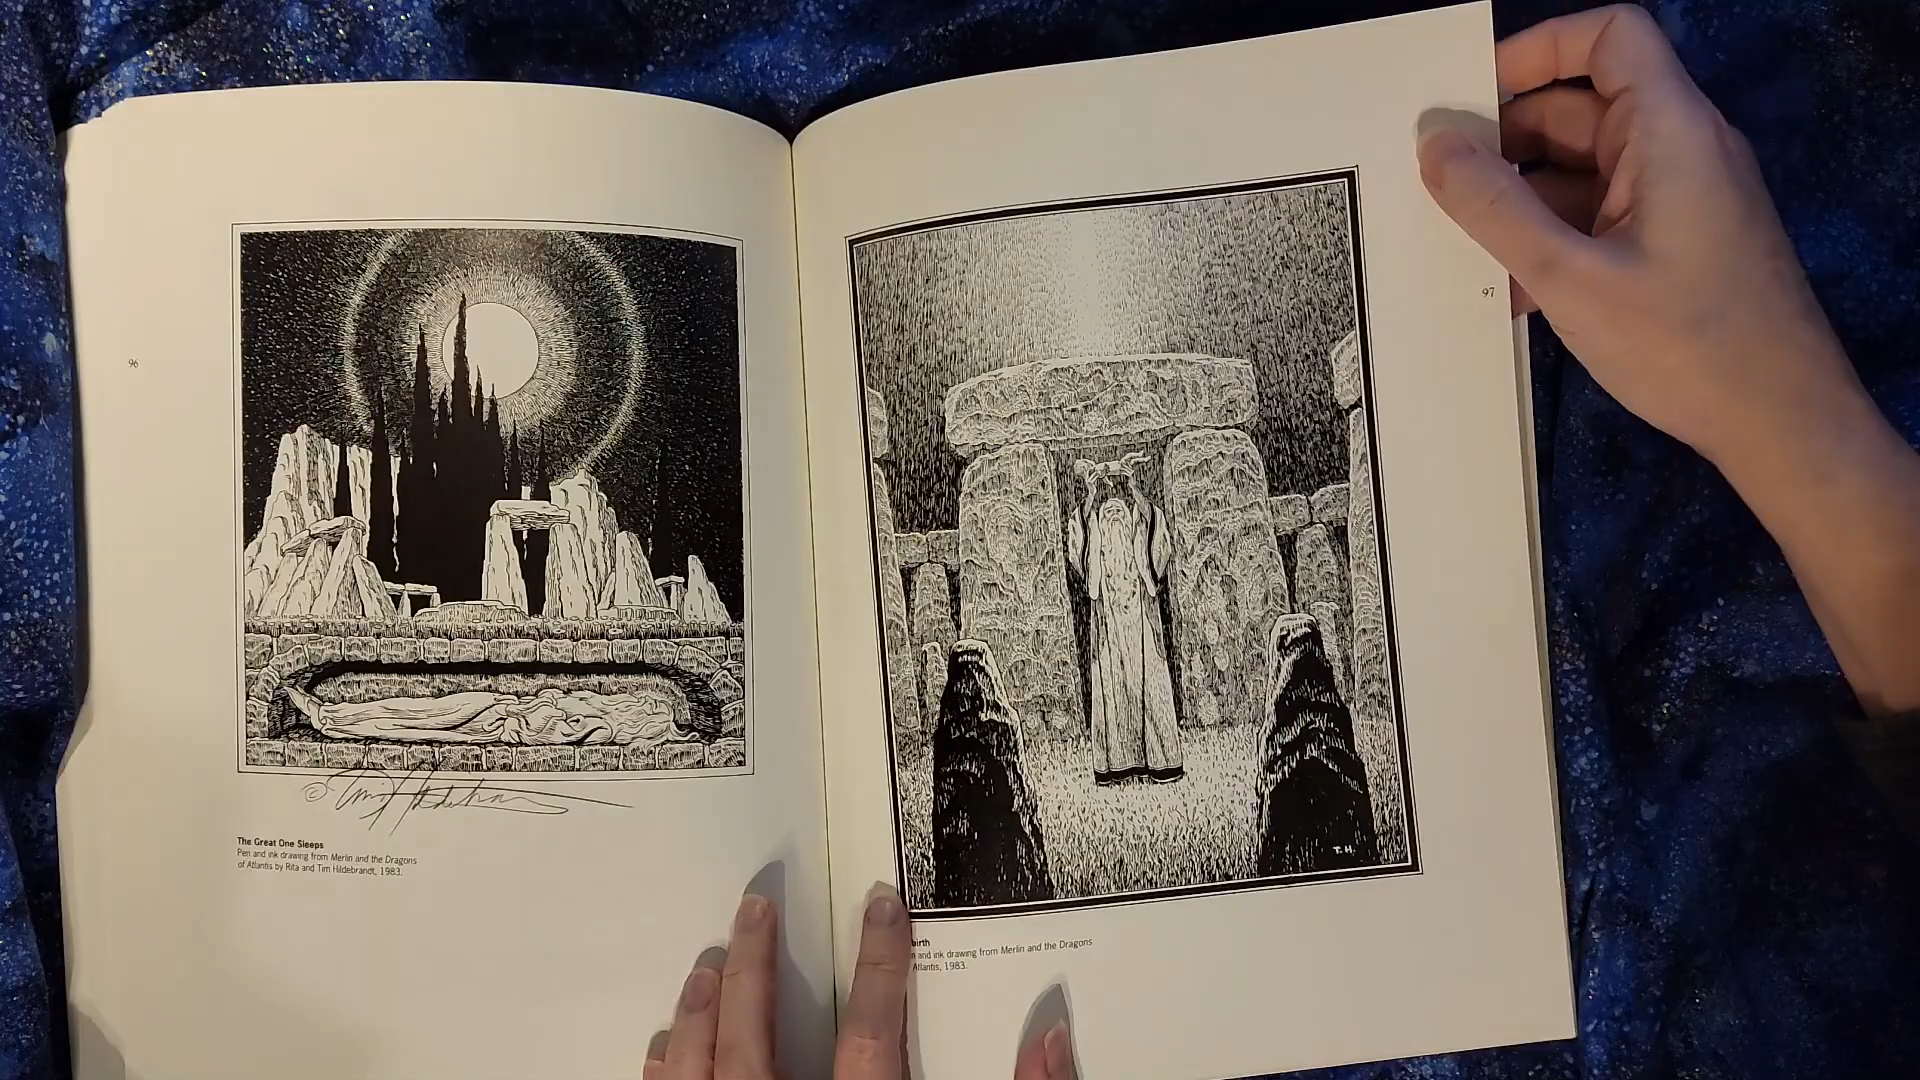 96
The Great One Sleeps
Pen and ink drawing from Merlin and the Dragons
of Atlantis by Rita and Tim Hildebrandt, 1983.
97
T.H.
birth
and ink drawing from Merlin and the Dragons
Atlantis, 1983.